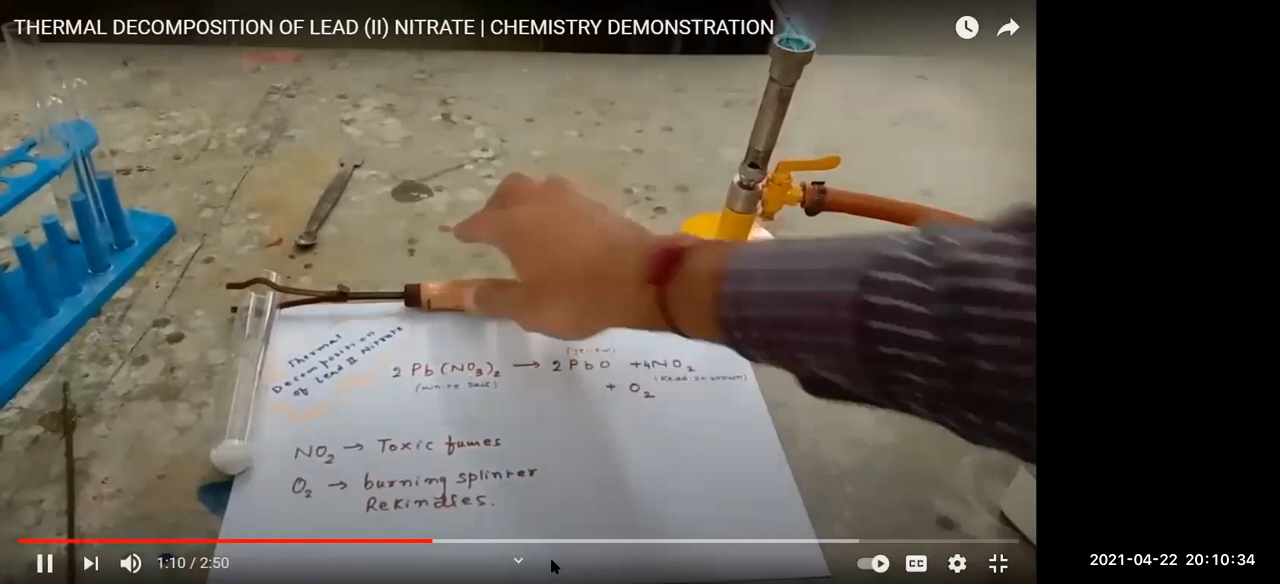 THERMAL DECOMPOSITION OF LEAD (II) NITRATE | CHEMISTRY DEMONSTRATION
Thermal
Decomposition
of Lead II Nitrate
(yellow)
2 Pb(NO3)2 → 2 PbO +4NO2
(white salt)
+ O2
NO2 → Toxic fumes
O2 → burning splinter
Rekindles.
1:10 / 2:50
CC
2021-04-22 20:10:34